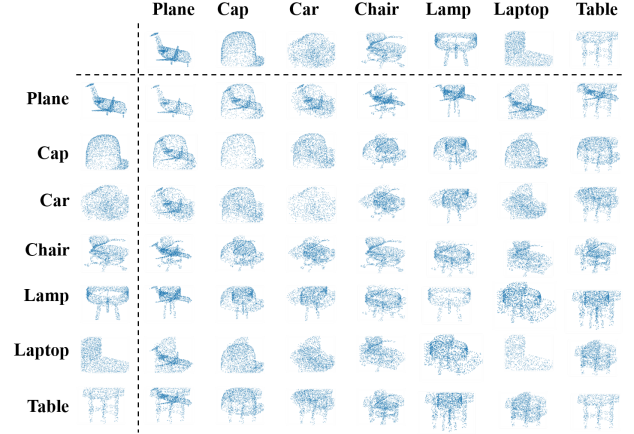 Plane Cap Car Chair Lamp Laptop Table
Plane
Cap
Car
Chair
Lamp
Laptop
Table